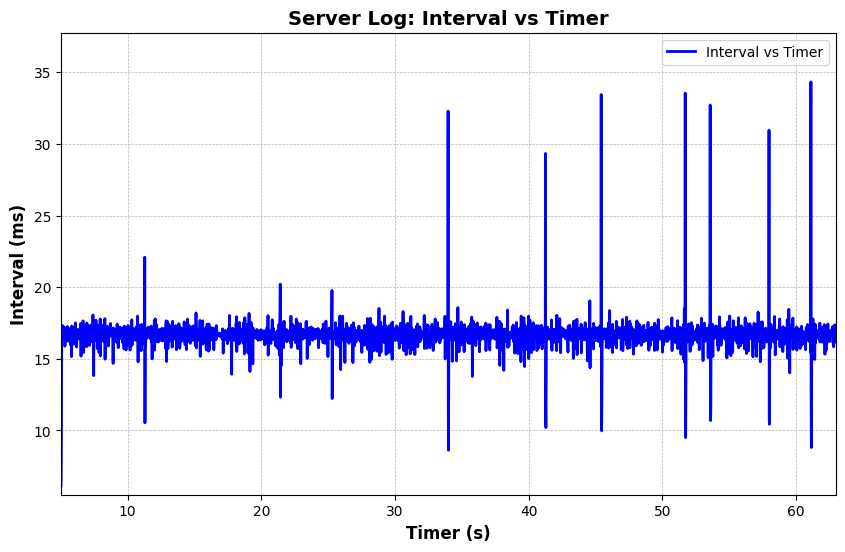 Server Log: Interval vs Timer
Interval vs Timer
35
30
25
20
15
10
Interval (ms)
10 20 30 40 50 60
Timer (s)